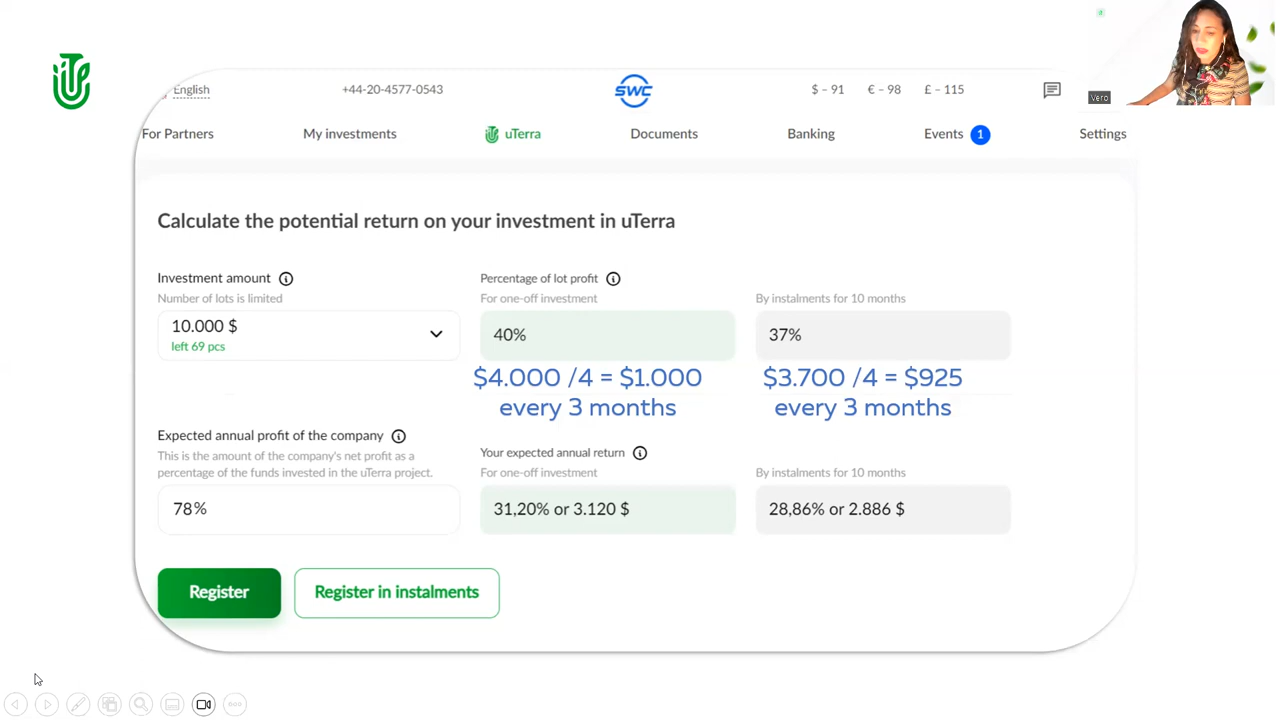 English
+44-20-4577-0543
SWC
$ – 91 € – 98 £ – 115
Vero
For Partners
My investments
uTerra
Documents
Banking
Events 1
Settings
Calculate the potential return on your investment in uTerra
Investment amount
Number of lots is limited
10.000 $
left 69 pcs
Percentage of lot profit
For one-off investment
40%
$4.000 /4 = $1.000
every 3 months
By instalments for 10 months
37%
$3.700 /4 = $925
every 3 months
Expected annual profit of the company
This is the amount of the company's net profit as a
percentage of the funds invested in the uTerra project.
78%
Your expected annual return
For one-off investment
31,20% or 3.120 $
By instalments for 10 months
28,86% or 2.886 $
Register
Register in instalments